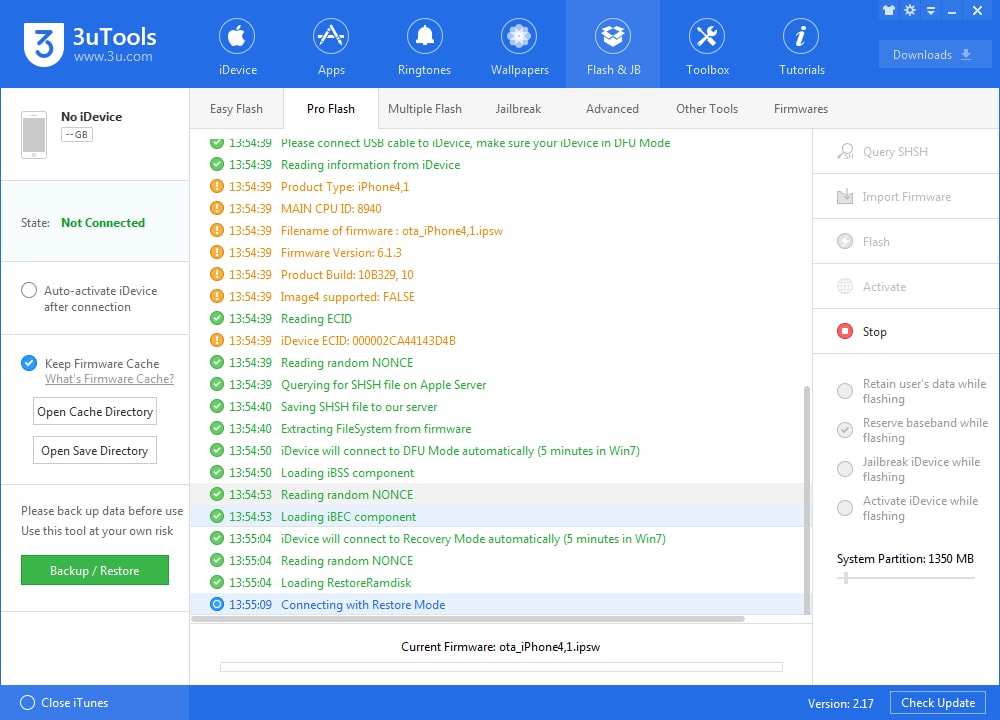 3uTools
www.3u.com
iDevice
Apps
Ringtones
Wallpapers
Flash & JB
Toolbox
Tutorials
Downloads
No iDevice
-- GB
State: Not Connected
Auto-activate iDevice
after connection
Keep Firmware Cache
What's Firmware Cache?
Open Cache Directory
Open Save Directory
Please back up data before use
Use this tool at your own risk
Backup / Restore
Close iTunes
Easy Flash
Pro Flash
Multiple Flash
Jailbreak
Advanced
Other Tools
Firmwares
13:54:39 Please connect USB cable to iDevice, make sure your iDevice in DFU Mode
13:54:39 Reading information from iDevice
13:54:39 Product Type: iPhone4,1
13:54:39 MAIN CPU ID: 8940
13:54:39 Filename of firmware : ota_iPhone4,1.ipsw
13:54:39 Firmware Version: 6.1.3
13:54:39 Product Build: 10B329, 10
13:54:39 Image4 supported: FALSE
13:54:39 Reading ECID
13:54:39 iDevice ECID: 000002CA44143D4B
13:54:39 Reading random NONCE
13:54:39 Querying for SHSH file on Apple Server
13:54:40 Saving SHSH file to our server
13:54:40 Extracting FileSystem from firmware
13:54:50 iDevice will connect to DFU Mode automatically (5 minutes in Win7)
13:54:50 Loading iBSS component
13:54:53 Reading random NONCE
13:54:53 Loading iBEC component
13:55:04 iDevice will connect to Recovery Mode automatically (5 minutes in Win7)
13:55:04 Reading random NONCE
13:55:04 Loading RestoreRamdisk
13:55:09 Connecting with Restore Mode
Current Firmware: ota_iPhone4,1.ipsw
Query SHSH
Import Firmware
Flash
Activate
Stop
Retain user's data while
flashing
Reserve baseband while
flashing
Jailbreak iDevice while
flashing
Activate iDevice while
flashing
System Partition: 1350 MB
Version: 2.17
Check Update